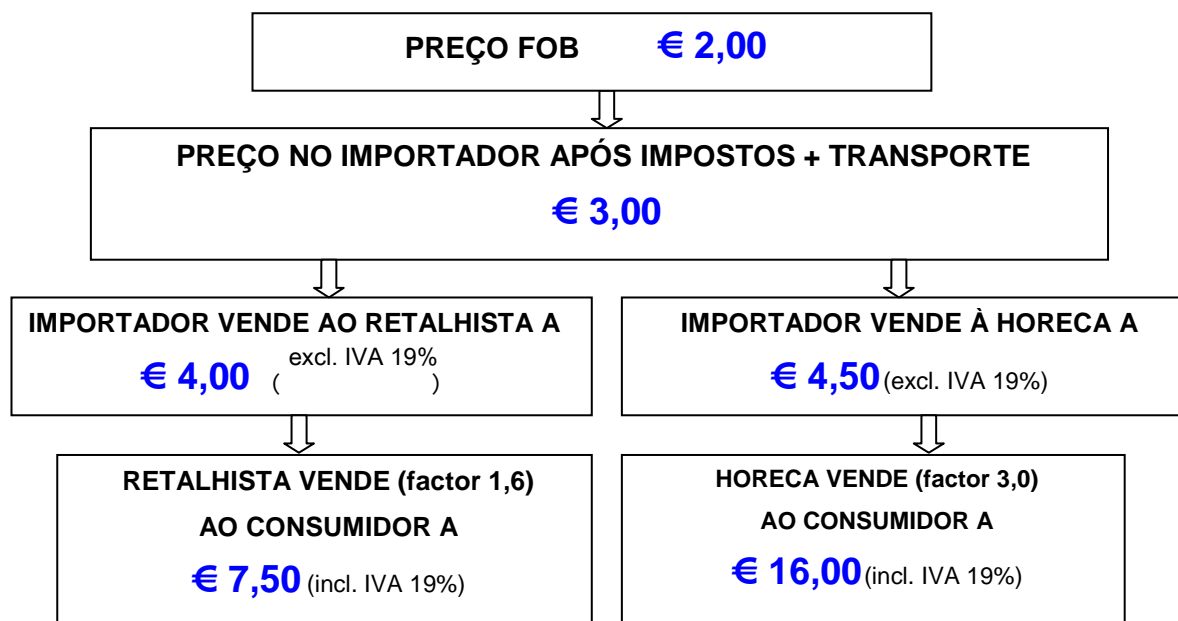 PREÇO FOB € 2,00
PREÇO NO IMPORTADOR APÓS IMPOSTOS + TRANSPORTE
€ 3,00
IMPORTADOR VENDE AO RETALHISTA A
€ 4,00 (excl. IVA 19%)
IMPORTADOR VENDE À HORECA A
€ 4,50 (excl. IVA 19%)
RETALHISTA VENDE (factor 1,6)
AO CONSUMIDOR A
€ 7,50 (incl. IVA 19%)
HORECA VENDE (factor 3,0)
AO CONSUMIDOR A
€ 16,00 (incl. IVA 19%)